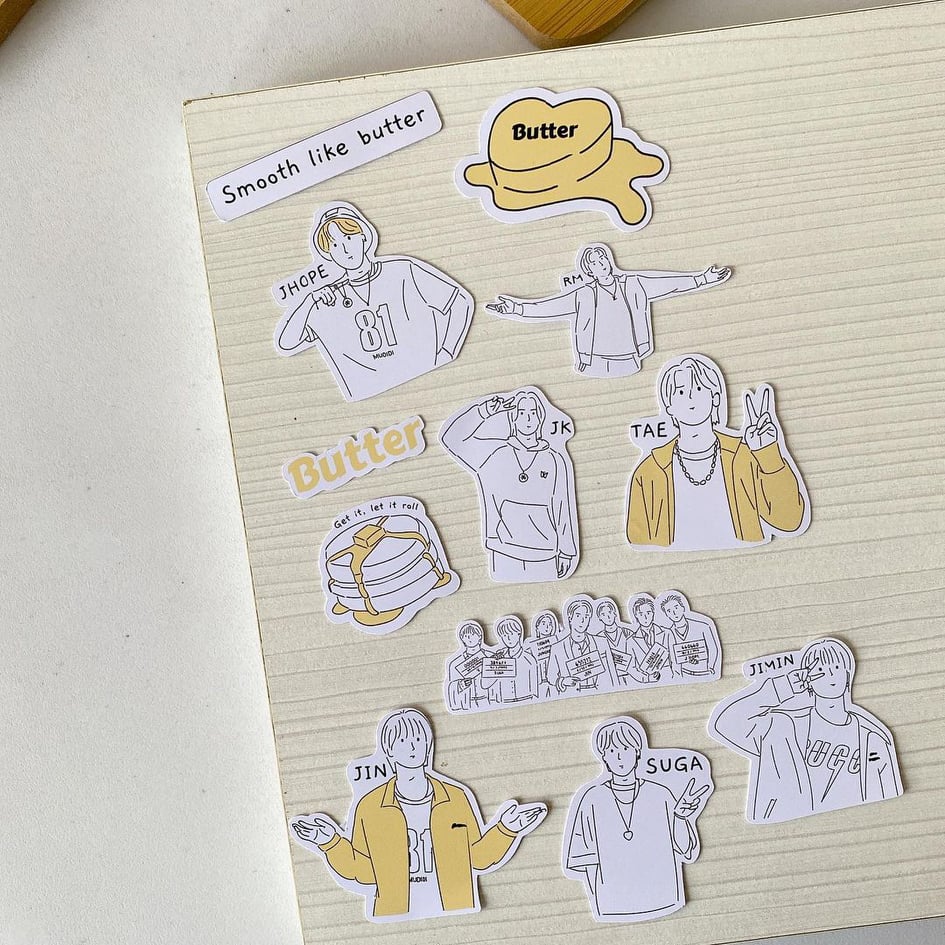 Smooth like butter
Butter
JHOPE
81
MUDIDI
RM
Butter
JK
TAE
Get it, let it roll
JIMIN
JIN
81
MUDIDI
SUGA